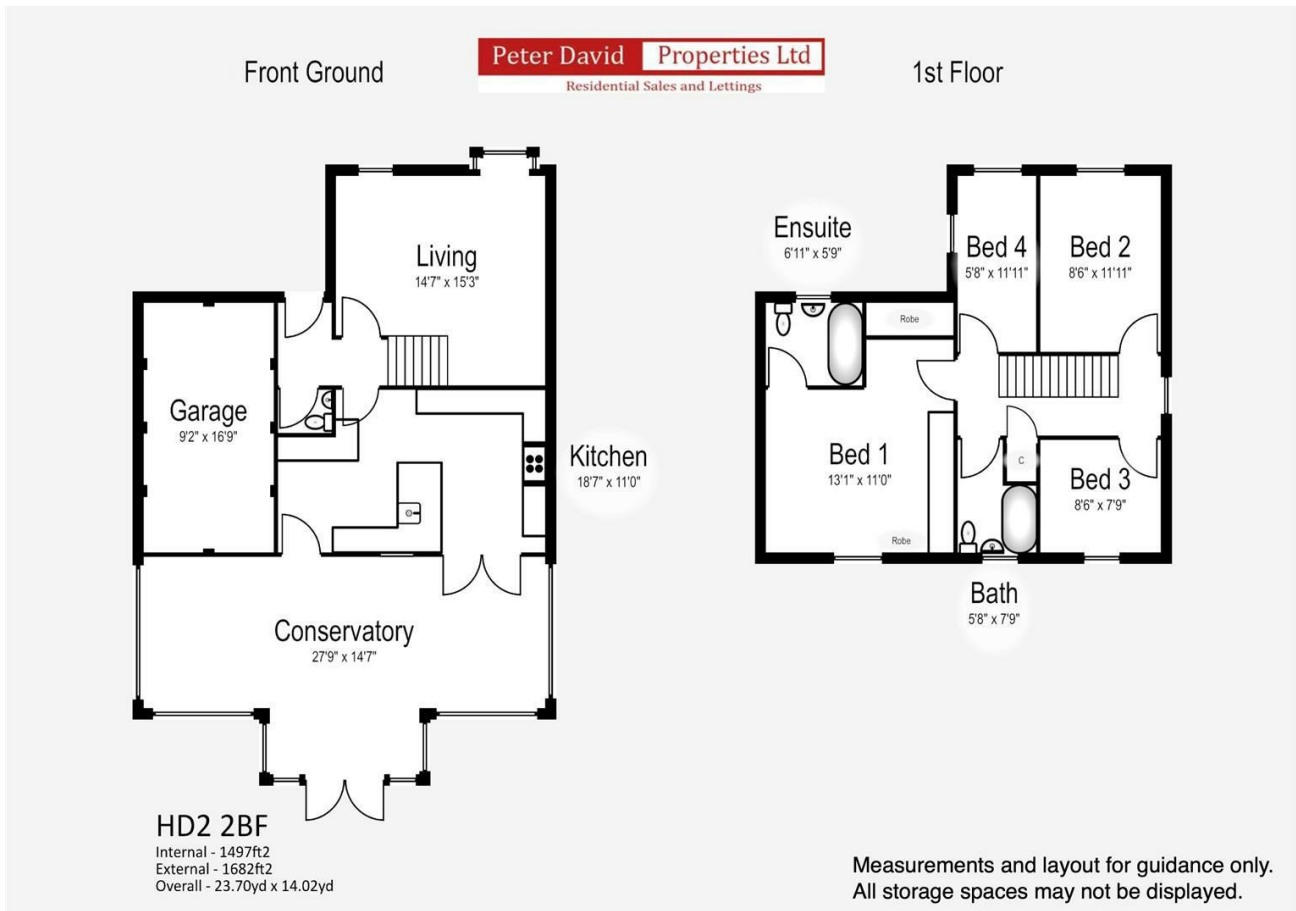 Front Ground
Peter David Properties Ltd
Residential Sales and Lettings
1st Floor
Living
14'7" x 15'3"
Garage
9'2" x 16'9"
Kitchen
18'7" x 11'0"
Conservatory
27'9" x 14'7"
Ensuite
6'11" x 5'9"
Robe
Bed 4
5'8" x 11'11"
Bed 2
8'6" x 11'11"
Bed 1
13'1" x 11'0"
Robe
C
Bed 3
8'6" x 7'9"
Bath
5'8" x 7'9"
HD2 2BF
Internal - 1497ft2
External - 1682ft2
Overall - 23.70yd x 14.02yd
Measurements and layout for guidance only.
All storage spaces may not be displayed.